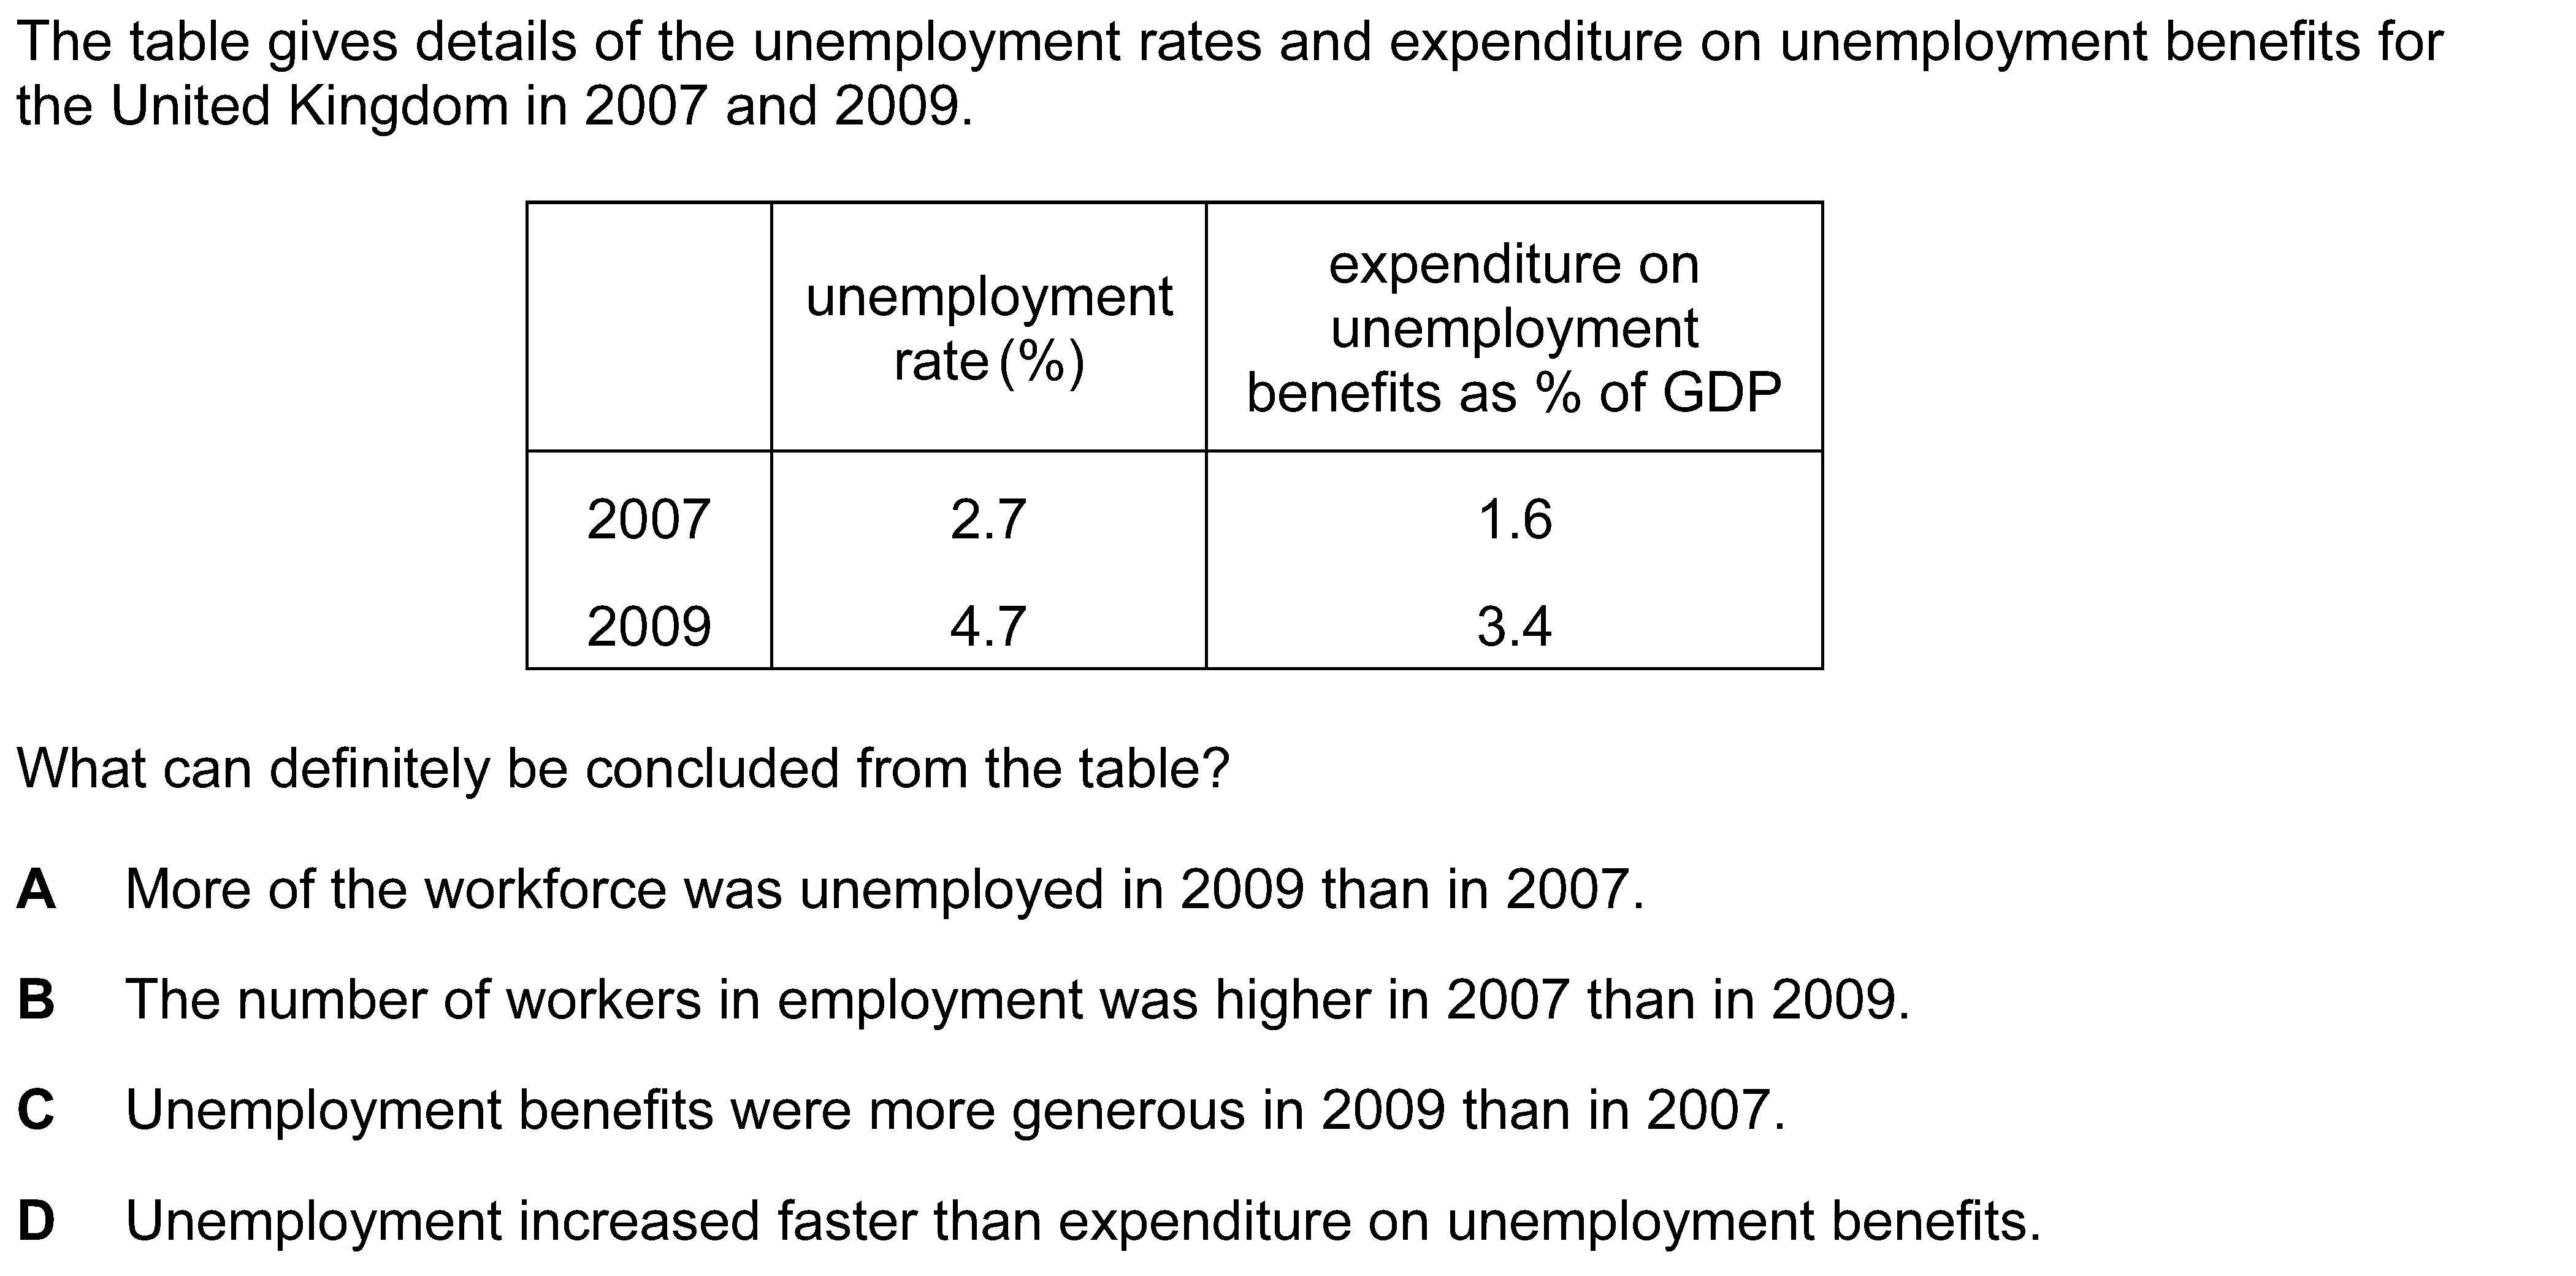 The table gives details of the unemployment rates and expenditure on unemployment benefits for
the United Kingdom in 2007 and 2009.
unemployment
rate (%)
expenditure on
unemployment
benefits as % of GDP
2007 2.7 1.6
2009 4.7 3.4
What can definitely be concluded from the table?
A More of the workforce was unemployed in 2009 than in 2007.
B The number of workers in employment was higher in 2007 than in 2009.
C Unemployment benefits were more generous in 2009 than in 2007.
D Unemployment increased faster than expenditure on unemployment benefits.